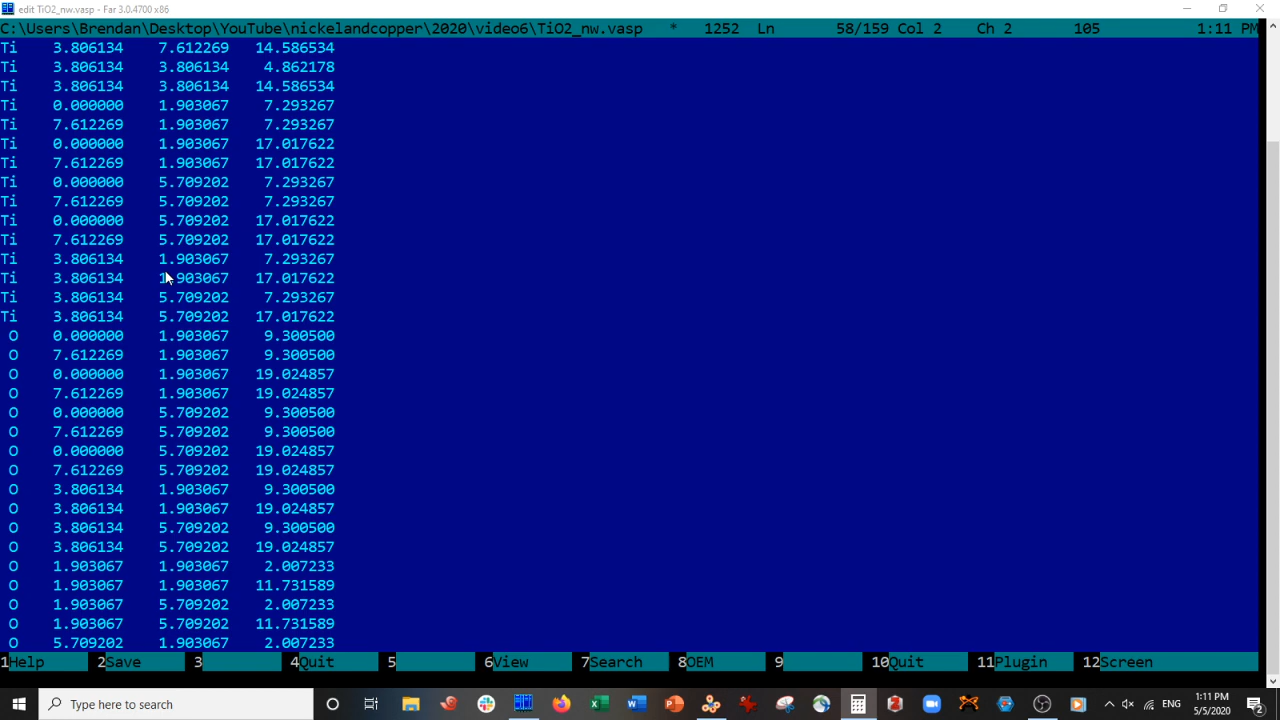 edit TiO2_nw.vasp - Far 3.0.4700 x86
C:\Users\Brendan\Desktop\YouTube\nickelandcopper\2020\video6\TiO2_nw.vasp * 1252 Ln 58/159 Col 2 Ch 2 105 1:11 PM
Ti 3.806134 7.612269 14.586534
Ti 3.806134 3.806134 4.862178
Ti 3.806134 3.806134 14.586534
Ti 0.000000 1.903067 7.293267
Ti 7.612269 1.903067 7.293267
Ti 0.000000 1.903067 17.017622
Ti 7.612269 1.903067 17.017622
Ti 0.000000 5.709202 7.293267
Ti 7.612269 5.709202 7.293267
Ti 0.000000 5.709202 17.017622
Ti 7.612269 5.709202 17.017622
Ti 3.806134 1.903067 7.293267
Ti 3.806134 1.903067 17.017622
Ti 3.806134 5.709202 7.293267
Ti 3.806134 5.709202 17.017622
O 0.000000 1.903067 9.300500
O 7.612269 1.903067 9.300500
O 0.000000 1.903067 19.024857
O 7.612269 1.903067 19.024857
O 0.000000 5.709202 9.300500
O 7.612269 5.709202 9.300500
O 0.000000 5.709202 19.024857
O 7.612269 5.709202 19.024857
O 3.806134 1.903067 9.300500
O 3.806134 1.903067 19.024857
O 3.806134 5.709202 9.300500
O 3.806134 5.709202 19.024857
O 1.903067 1.903067 2.007233
O 1.903067 1.903067 11.731589
O 1.903067 5.709202 2.007233
O 1.903067 5.709202 11.731589
O 5.709202 1.903067 2.007233
1Help 2Save 3 4Quit 5 6View 7Search 8OEM 9 10Quit 11Plugin 12Screen
Type here to search
ENG
1:11 PM
5/5/2020
2